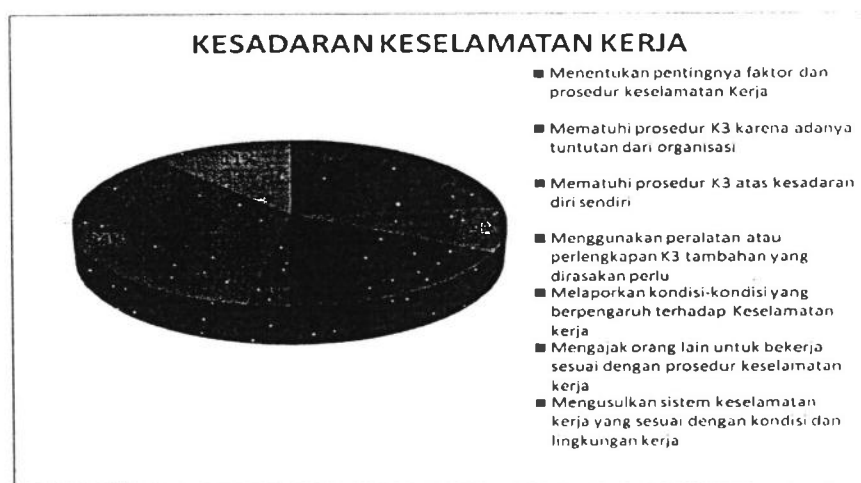 KESADARAN KESELAMATAN KERJA
Menentukan pentingnya faktor dan
prosedur keselamatan Kerja
Mematuhi prosedur K3 karena adanya
tuntutan dari organisasi
Mematuhi prosedur K3 atas kesadaran
diri sendiri
Menggunakan peralatan atau
perlengkapan K3 tambahan yang
dirasakan perlu
Melaporkan kondisi-kondisi yang
berpengaruh terhadap Keselamatan
kerja
Mengajak orang lain untuk bekerja
sesuai dengan prosedur keselamatan
kerja
Mengusulkan sistem keselamatan
kerja yang sesuai dengan kondisi dan
lingkungan kerja